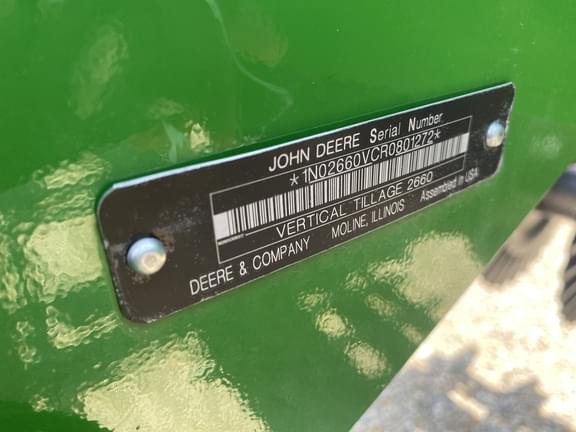 JOHN DEERE Serial Number
*1N02660VCR0801272*
VERTICAL TILLAGE 2660
DEERE & COMPANY MOLINE, ILLINOIS Assembled in USA